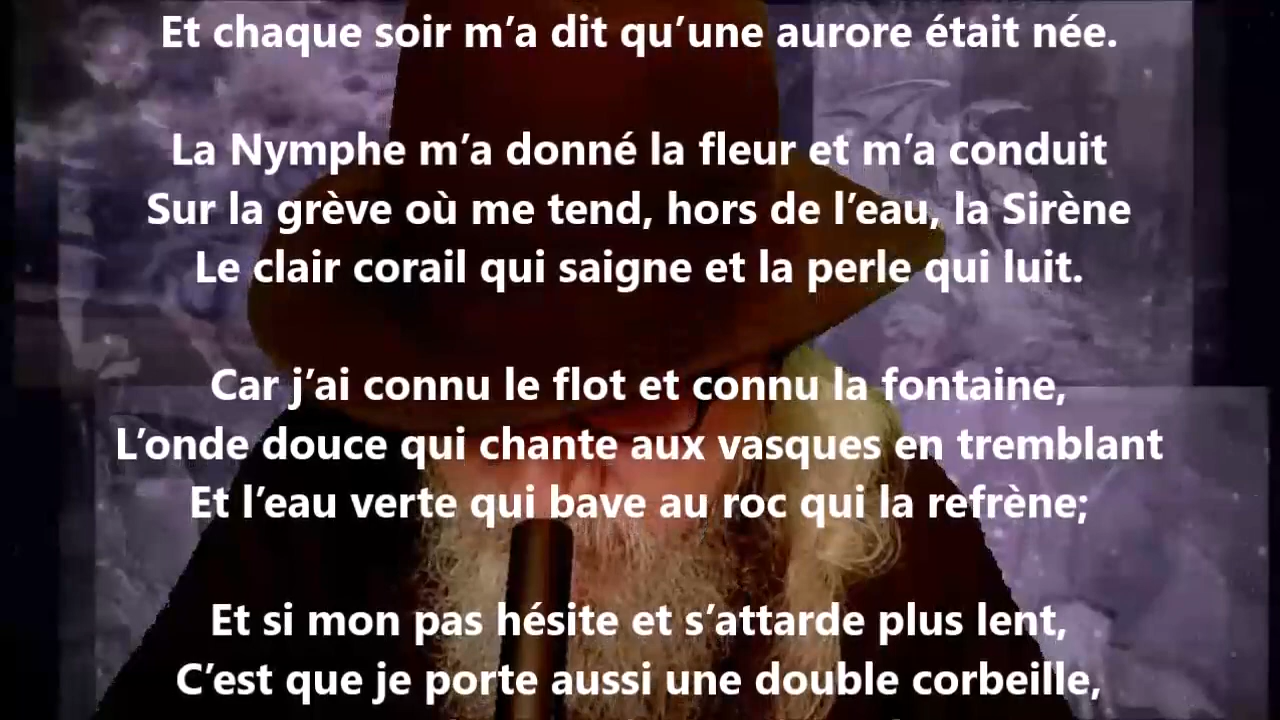 Et chaque soir m’a dit qu’une aurore était née.
La Nymphe m’a donné la fleur et m’a conduit
Sur la grève où me tend, hors de l’eau, la Sirène
Le clair corail qui saigne et la perle qui luit.
Car j’ai connu le flot et connu la fontaine,
L’onde douce qui chante aux vasques en tremblant
Et l’eau verte qui bave au roc qui la refrène;
Et si mon pas hésite et s’attarde plus lent,
C’est que je porte aussi une double corbeille,